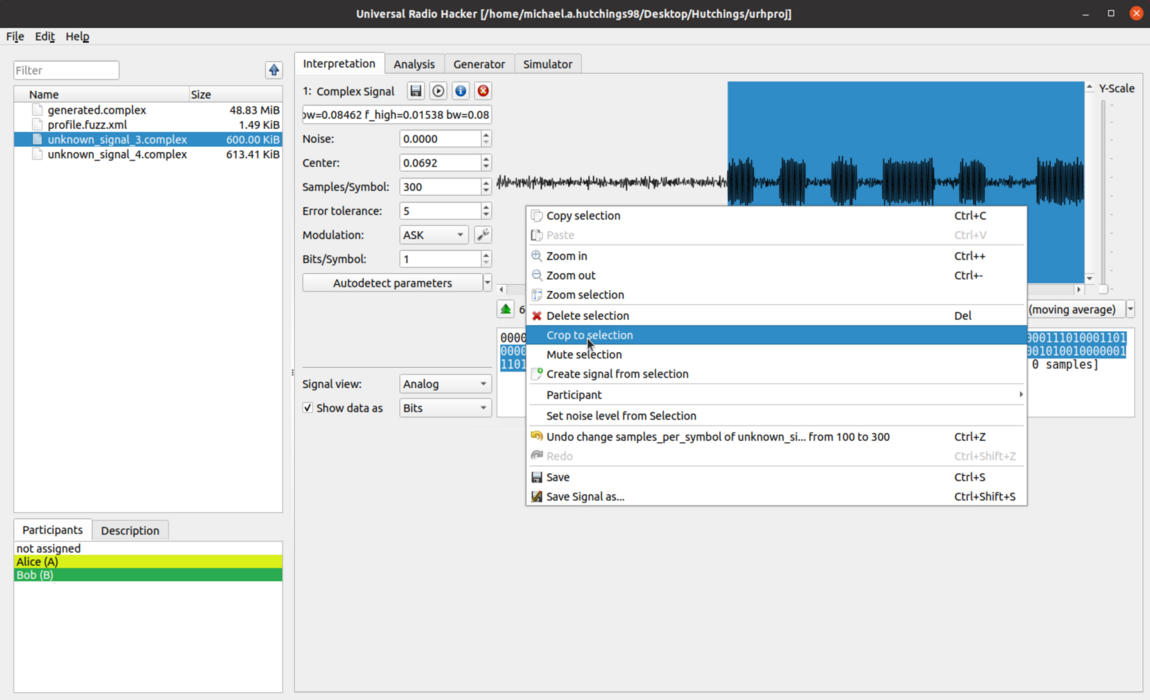 Universal Radio Hacker [/home/michael.a.hutchings98/Desktop/Hutchings/urhproj]
File Edit Help
Filter
Name Size
generated.complex 48.83 MiB
profile.fuzz.xml 1.49 KiB
unknown_signal_3.complex 600.00 KiB
unknown_signal_4.complex 613.41 KiB
Participants Description
not assigned
Alice (A)
Bob (B)
Interpretation Analysis Generator Simulator
1: Complex Signal
ow=0.08462 f_high=0.01538 bw=0.08
Noise: 0.0000
Center: 0.0692
Samples/Symbol: 300
Error tolerance: 5
Modulation: ASK
Bits/Symbol: 1
Autodetect parameters
Signal view: Analog
Show data as Bits
Y-Scale
6
(moving average)
0000
000111010001101
0000
001010010000001
1101
0 samples]
Copy selection Ctrl+C
Paste Ctrl+V
Zoom in Ctrl++
Zoom out Ctrl+-
Zoom selection
Delete selection Del
Crop to selection
Mute selection
Create signal from selection
Participant
Set noise level from Selection
Undo change samples_per_symbol of unknown_si... from 100 to 300 Ctrl+Z
Redo Ctrl+Shift+Z
Save Ctrl+S
Save Signal as... Ctrl+Shift+S